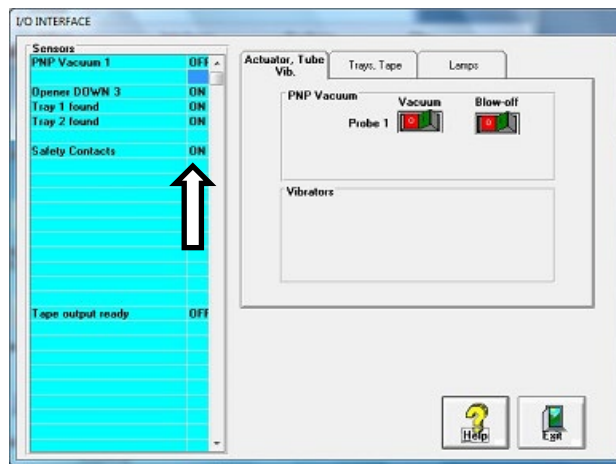 I/O INTERFACE
Sensors
PNP Vacuum 1 OFF
Opener DOWN 3 ON
Tray 1 found ON
Tray 2 found ON
Safety Contacts ON
Tape output ready OFF
Actuator, Tube
Vib.
Trays, Tape
Lamps
PNP Vacuum
Vacuum Blow-off
Probe 1
Vibrators
Help
Exit